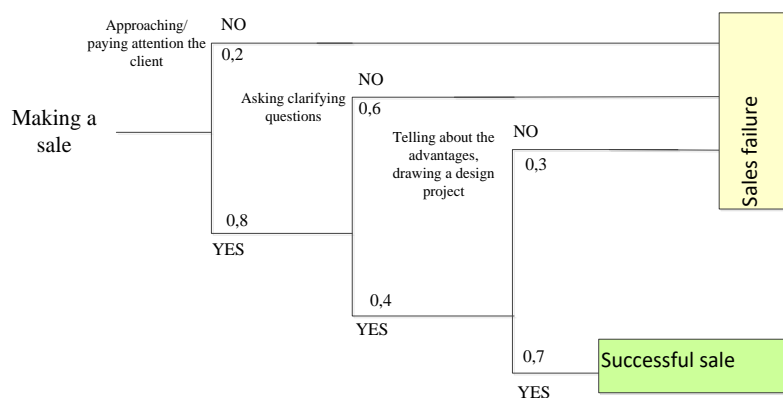 Approaching/
paying attention the
client
NO
0,2
Making a
sale
0,8
YES
Asking clarifying
questions
NO
0,6
0,4
YES
Telling about the
advantages,
drawing a design
project
NO
0,3
0,7
YES
Sales failure
Successful sale